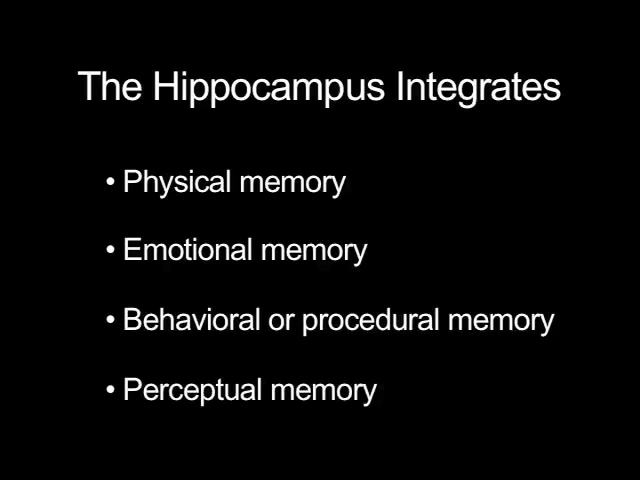 The Hippocampus Integrates
• Physical memory
• Emotional memory
• Behavioral or procedural memory
• Perceptual memory